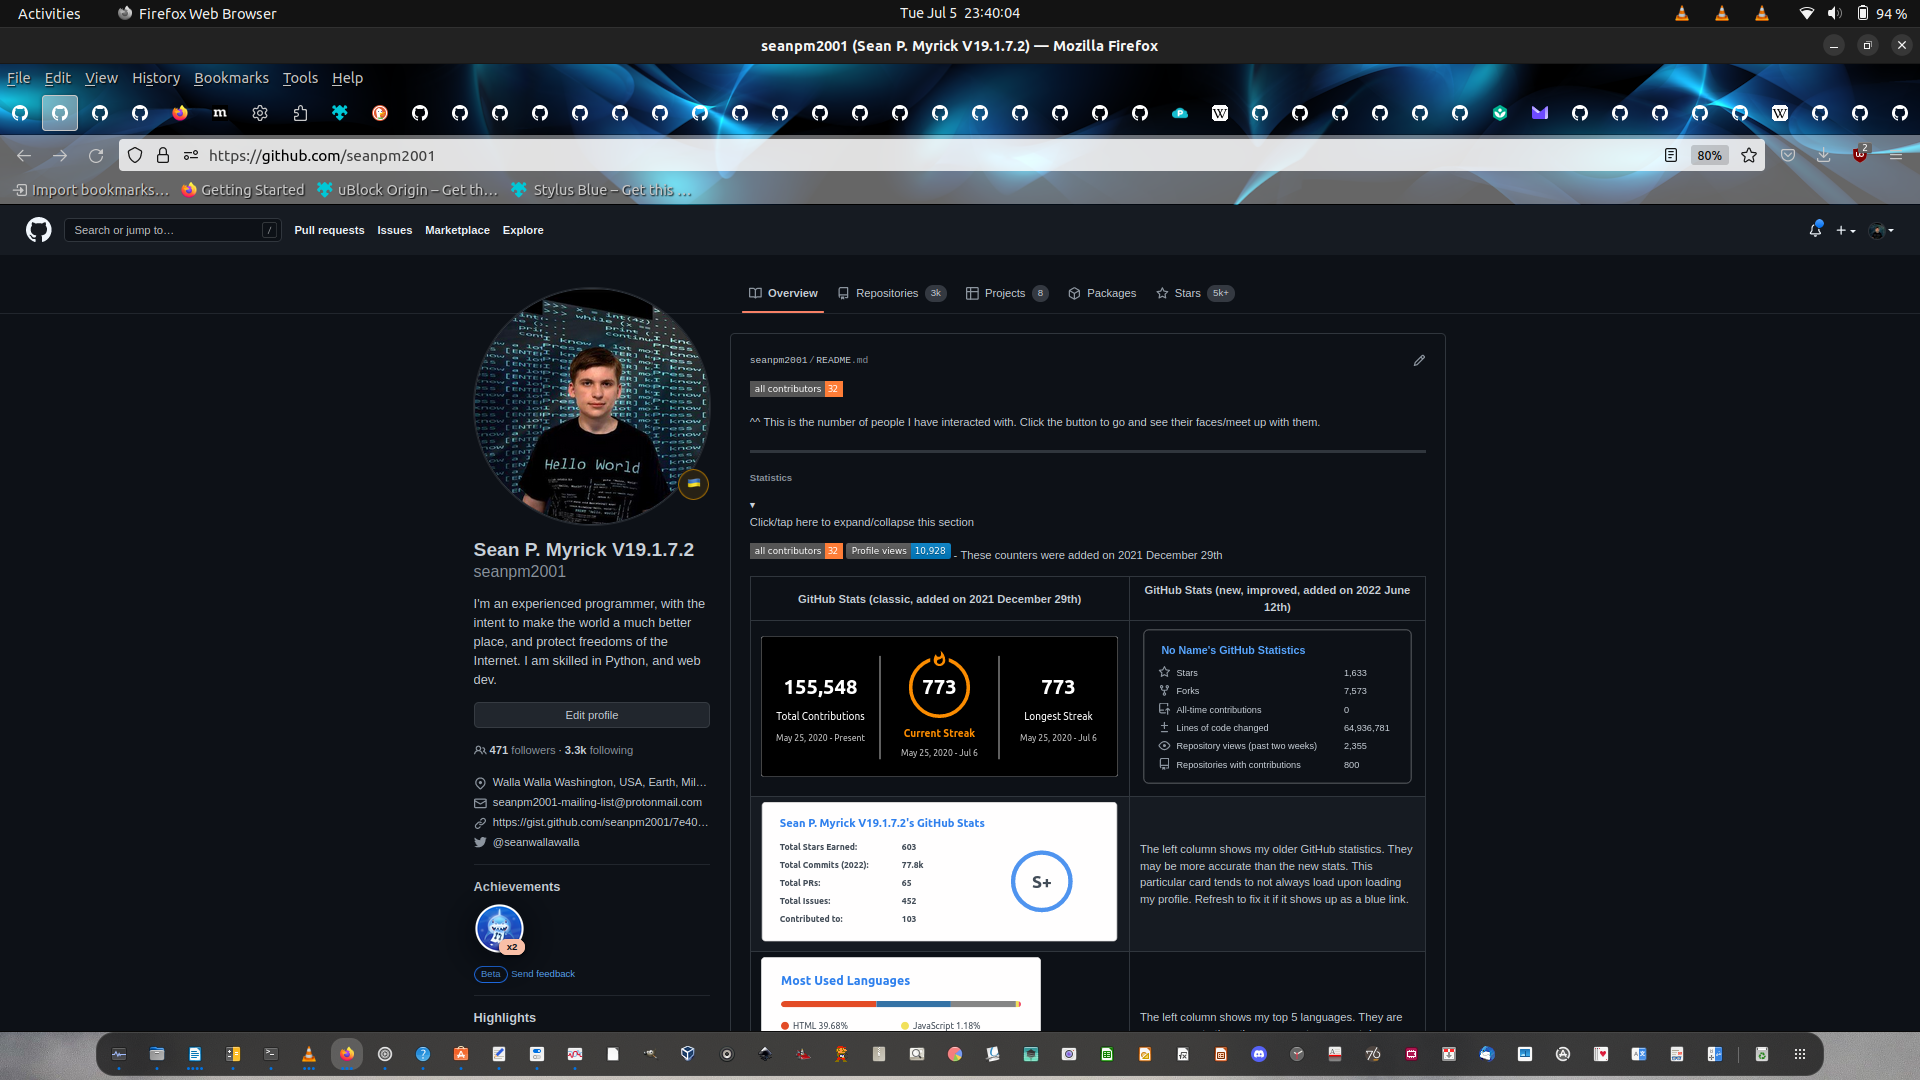 Activities
Firefox Web Browser
Tue Jul 5 23:40:04
94 %
seanpm2001 (Sean P. Myrick V19.1.7.2) — Mozilla Firefox
File Edit View History Bookmarks Tools Help
https://github.com/seanpm2001
80%
2
Import bookmarks…
Getting Started
uBlock Origin – Get th…
Stylus Blue – Get this …
Search or jump to…
/
Pull requests
Issues
Marketplace
Explore
Overview
Repositories 3k
Projects 8
Packages
Stars 5k+
Hello World
Sean P. Myrick V19.1.7.2
seanpm2001
I'm an experienced programmer, with the
intent to make the world a much better
place, and protect freedoms of the
Internet. I am skilled in Python, and web
dev.
Edit profile
471 followers · 3.3k following
Walla Walla Washington, USA, Earth, Mil…
seanpm2001-mailing-list@protonmail.com
https://gist.github.com/seanpm2001/7e40…
@seanwallawalla
Achievements
x2
Beta Send feedback
Highlights
seanpm2001/README.md
all contributors 32
^^ This is the number of people I have interacted with. Click the button to go and see their faces/meet up with them.
Statistics
▾
Click/tap here to expand/collapse this section
all contributors 32 Profile views 10,928 - These counters were added on 2021 December 29th
GitHub Stats (classic, added on 2021 December 29th)
GitHub Stats (new, improved, added on 2022 June
12th)
155,548
Total Contributions
May 25, 2020 - Present
773
Current Streak
May 25, 2020 - Jul 6
773
Longest Streak
May 25, 2020 - Jul 6
No Name's GitHub Statistics
Stars 1,633
Forks 7,573
All-time contributions 0
Lines of code changed 64,936,781
Repository views (past two weeks) 2,355
Repositories with contributions 800
Sean P. Myrick V19.1.7.2's GitHub Stats
Total Stars Earned: 603
Total Commits (2022): 77.8k
Total PRs: 65
Total Issues: 452
Contributed to: 103
S+
The left column shows my older GitHub statistics. They
may be more accurate than the new stats. This
particular card tends to not always load upon loading
my profile. Refresh to fix it if it shows up as a blue link.
Most Used Languages
HTML 39.68%
JavaScript 1.18%
The left column shows my top 5 languages. They are